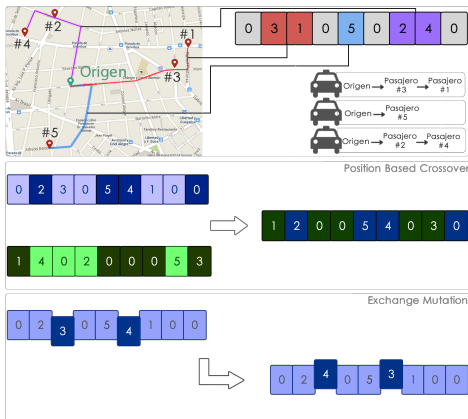 #2
#4
#1
#3
Origen
#5
0 3 1 0 5 0 2 4 0
Origen → Pasajero #3 → Pasajero #1
Origen → Pasajero #5
Origen → Pasajero #2 → Pasajero #4
Position Based Crossover
0 2 3 0 5 4 1 0 0
1 2 0 0 5 4 0 3 0
1 4 0 2 0 0 0 5 3
Exchange Mutation
0 2 3 0 5 4 1 0 0
0 2 4 0 5 3 1 0 0